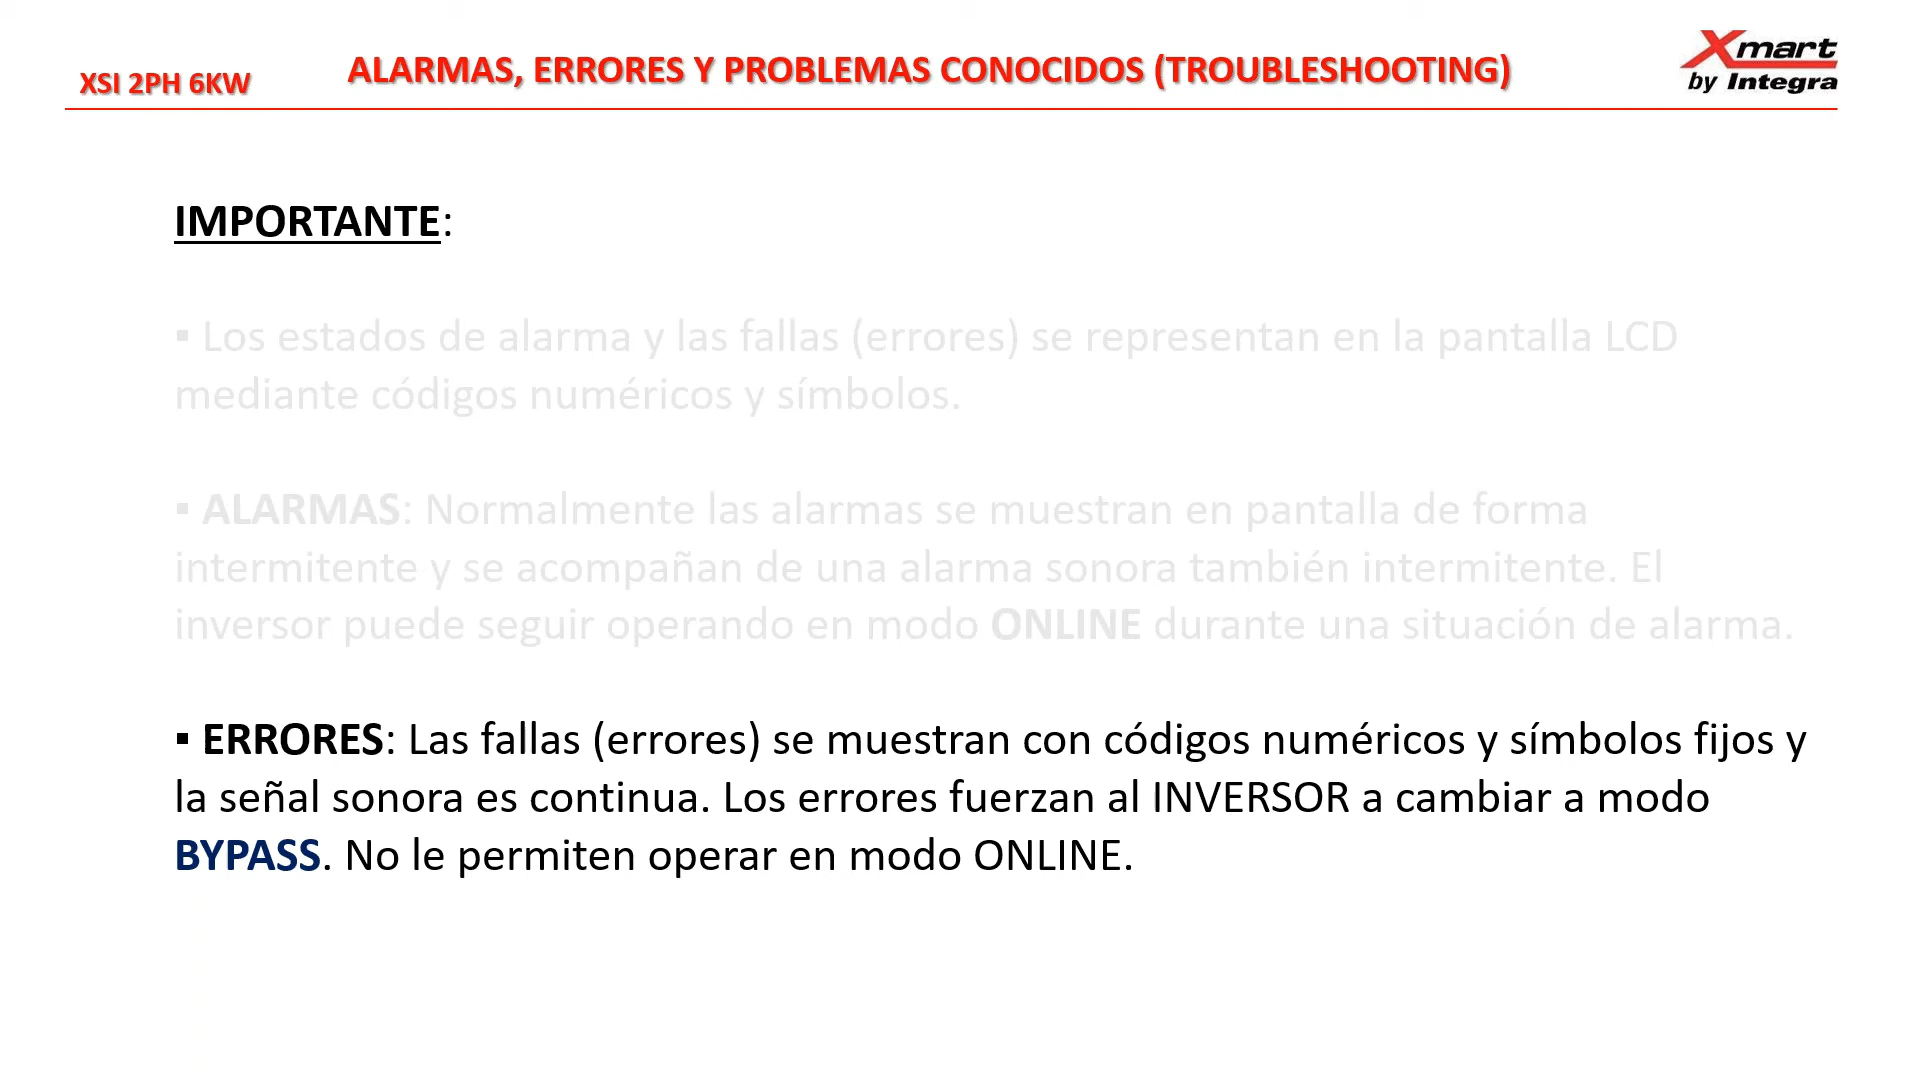 XSI 2PH 6KW
ALARMAS, ERRORES Y PROBLEMAS CONOCIDOS (TROUBLESHOOTING)
Xmart
by Integra
IMPORTANTE:
▪ Los estados de alarma y las fallas (errores) se representan en la pantalla LCD
mediante códigos numéricos y símbolos.
▪ ALARMAS: Normalmente las alarmas se muestran en pantalla de forma
intermitente y se acompañan de una alarma sonora también intermitente. El
inversor puede seguir operando en modo ONLINE durante una situación de alarma.
▪ ERRORES: Las fallas (errores) se muestran con códigos numéricos y símbolos fijos y
la señal sonora es continua. Los errores fuerzan al INVERSOR a cambiar a modo
BYPASS. No le permiten operar en modo ONLINE.